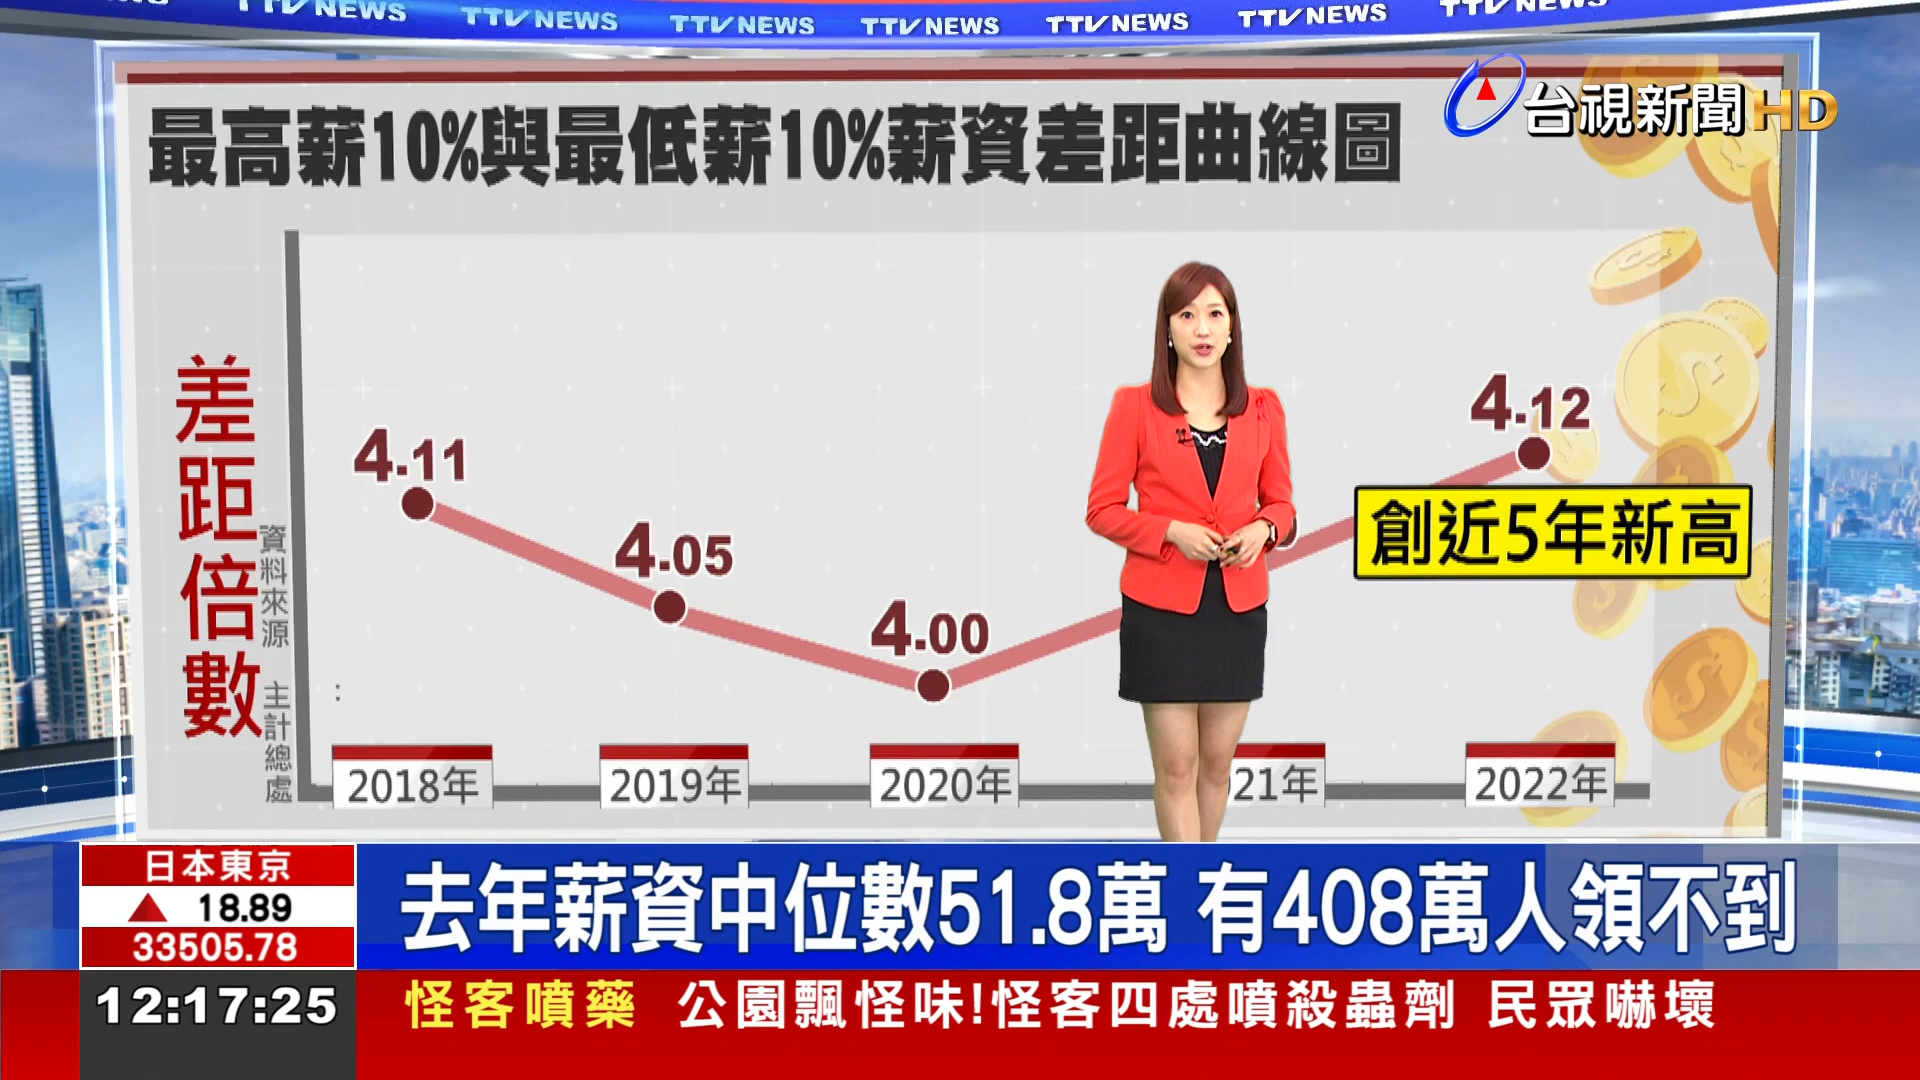 TTV NEWS TTV NEWS TTV NEWS TTV NEWS TTV NEWS TTV NEWS TTV NEWS
台視新聞HD
最高薪10%與最低薪10%薪資差距曲線圖
差距倍數
資料來源 主計總處
:
4.11
4.05
4.00
4.12
創近5年新高
2018年
2019年
2020年
21年
2022年
日本東京
▲ 18.89
33505.78
去年薪資中位數51.8萬 有408萬人領不到
12:17:25
怪客噴藥 公園飄怪味!怪客四處噴殺蟲劑 民眾嚇壞